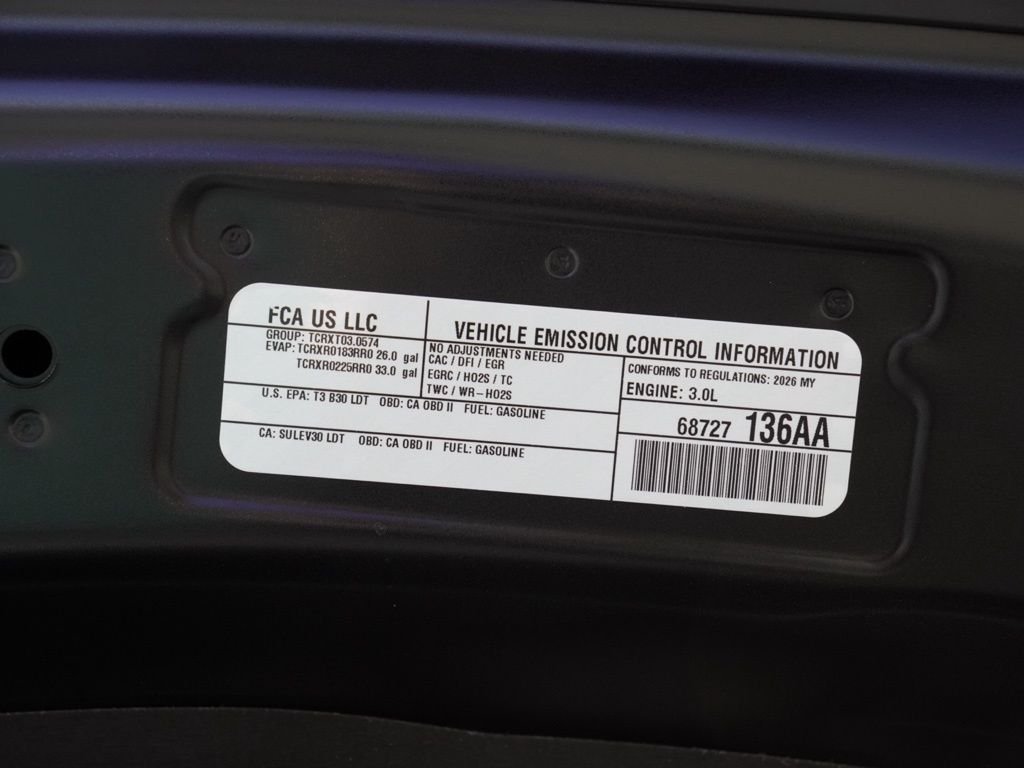 FCA US LLC
GROUP: TCRXT03.0574
EVAP: TCRXR0183RR0 26.0 gal
TCRXR0225RR0 33.0 gal
VEHICLE EMISSION CONTROL INFORMATION
NO ADJUSTMENTS NEEDED
CAC / DFI / EGR
EGRC / HO2S / TC
TWC / WR-HO2S
CONFORMS TO REGULATIONS: 2026 MY
ENGINE: 3.0L
U.S. EPA: T3 B30 LDT OBD: CA OBD II FUEL: GASOLINE
CA: SULEV30 LDT OBD: CA OBD II FUEL: GASOLINE
68727 136AA